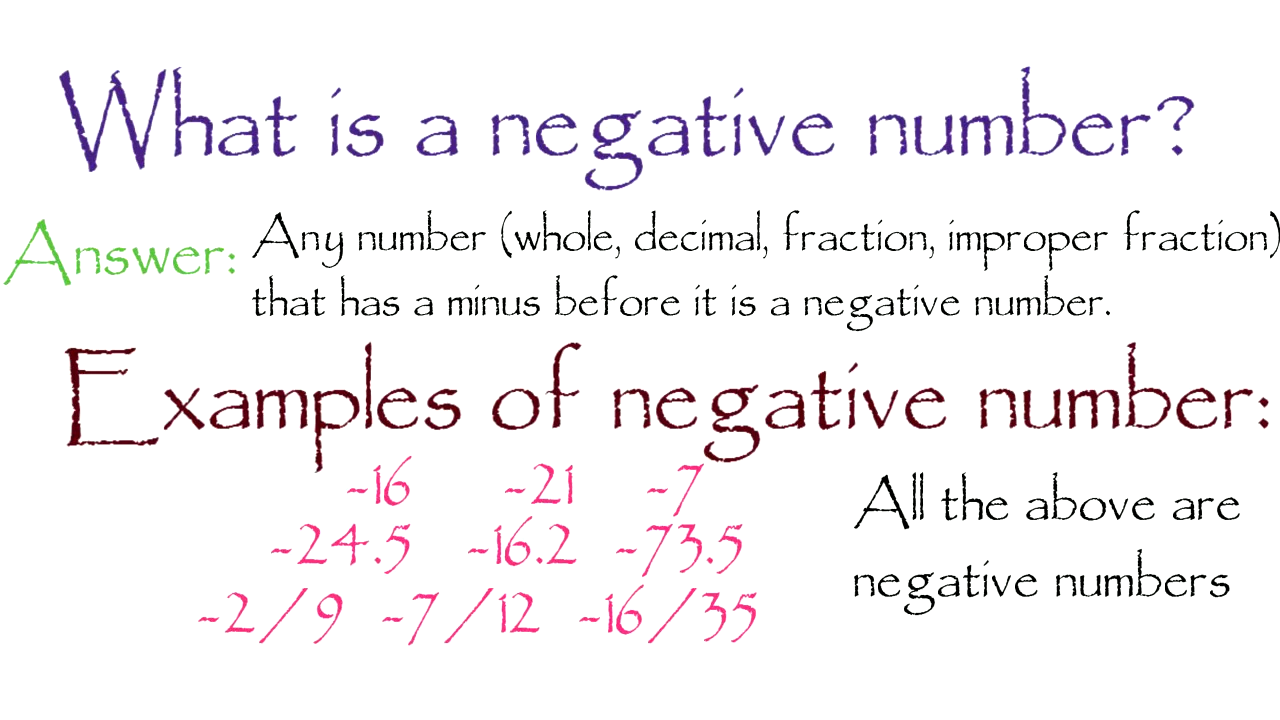 What is a negative number?
Answer: Any number (whole, decimal, fraction, improper fraction)
that has a minus before it is a negative number.
Examples of negative number:
-16 -21 -7
-24.5 -16.2 -73.5
-2/9 -7/12 -16/35
All the above are
negative numbers